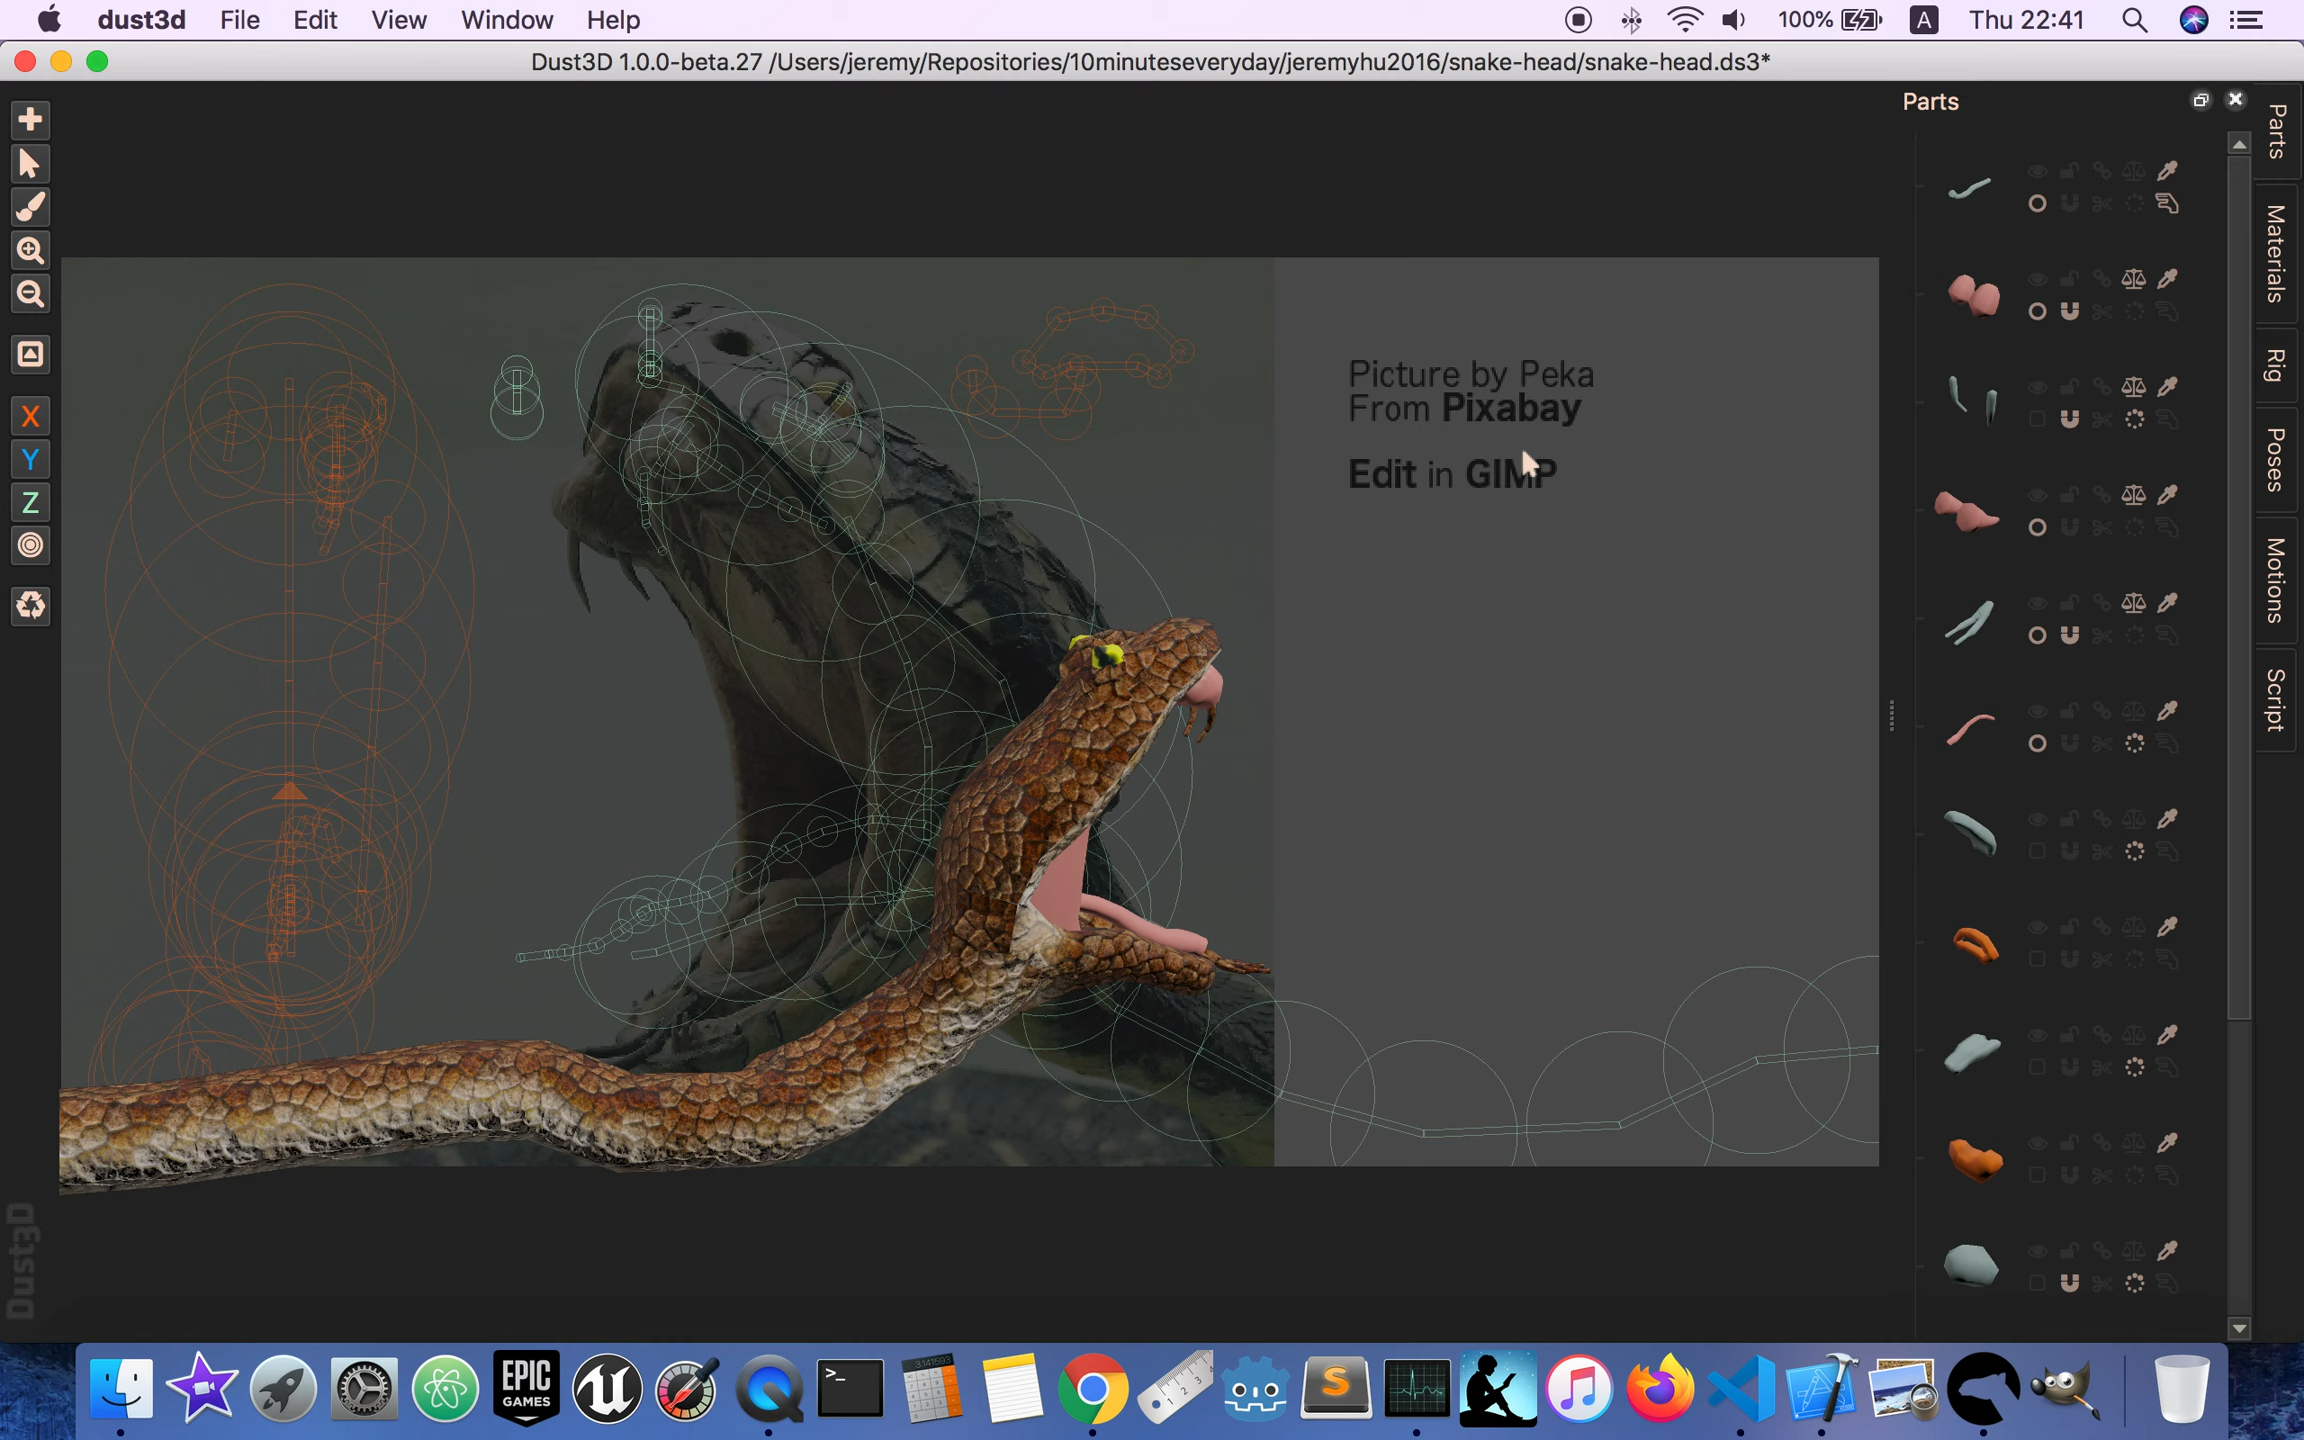 dust3d File Edit View Window Help 100% A Thu 22:41
Dust3D 1.0.0-beta.27 /Users/jeremy/Repositories/10minuteseveryday/jeremyhu2016/snake-head/snake-head.ds3*
Parts
Parts
Materials
Rig
Poses
Motions
Script
X
Y
Z
Picture by Peka
From Pixabay
Edit in GIMP
Dust3D
EPIC
GAMES
>_
3.141593
S